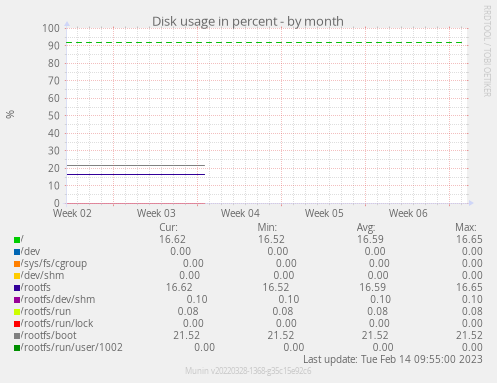 Disk usage in percent - by month
RRDTOOL / TOBI OETIKER
%
100
90
80
70
60
50
40
30
20
10
0
Week 02 Week 03 Week 04 Week 05 Week 06
Cur: Min: Avg: Max:
/ 16.62 16.52 16.59 16.65
/dev 0.00 0.00 0.00 0.00
/sys/fs/cgroup 0.00 0.00 0.00 0.00
/dev/shm 0.00 0.00 0.00 0.00
/rootfs 16.62 16.52 16.59 16.65
/rootfs/dev/shm 0.10 0.10 0.10 0.10
/rootfs/run 0.08 0.08 0.08 0.08
/rootfs/run/lock 0.00 0.00 0.00 0.00
/rootfs/boot 21.52 21.52 21.52 21.52
/rootfs/run/user/1002 0.00 0.00 0.00 0.00
Last update: Tue Feb 14 09:55:00 2023
Munin v20220328-1368-g35c15e92c6